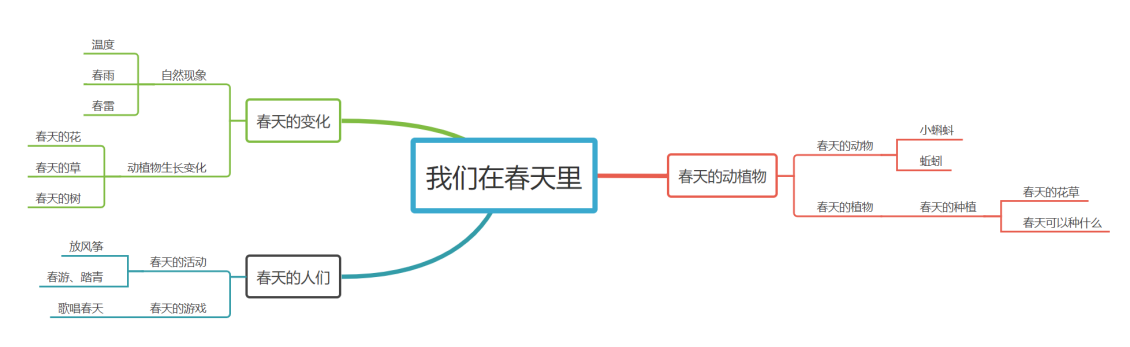 我们在春天里
春天的变化
自然现象
温度
春雨
春雷
动植物生长变化
春天的花
春天的草
春天的树
春天的人们
春天的活动
放风筝
春游、踏青
春天的游戏
歌唱春天
春天的动植物
春天的动物
小蝌蚪
蚯蚓
春天的植物
春天的种植
春天的花草
春天可以种什么